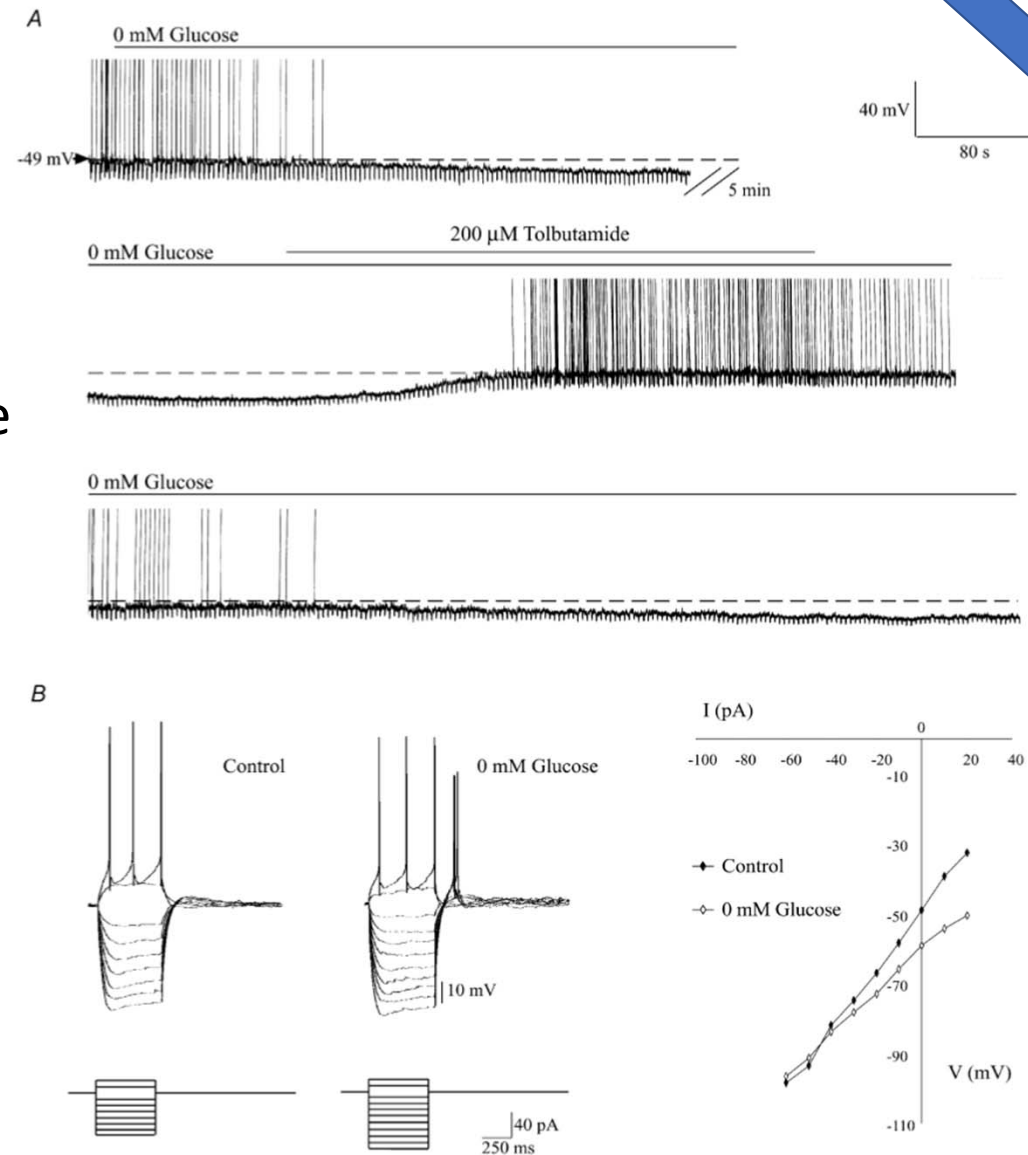 A
0 mM Glucose
40 mV
80 s
-49 mV
5 min
200 µM Tolbutamide
0 mM Glucose
e
0 mM Glucose
B
Control
0 mM Glucose
10 mV
40 pA
250 ms
I (pA)
0
-100 -80 -60 -40 -20 20 40
-10
-30
Control
0 mM Glucose
-50
-70
-90
V (mV)
-110